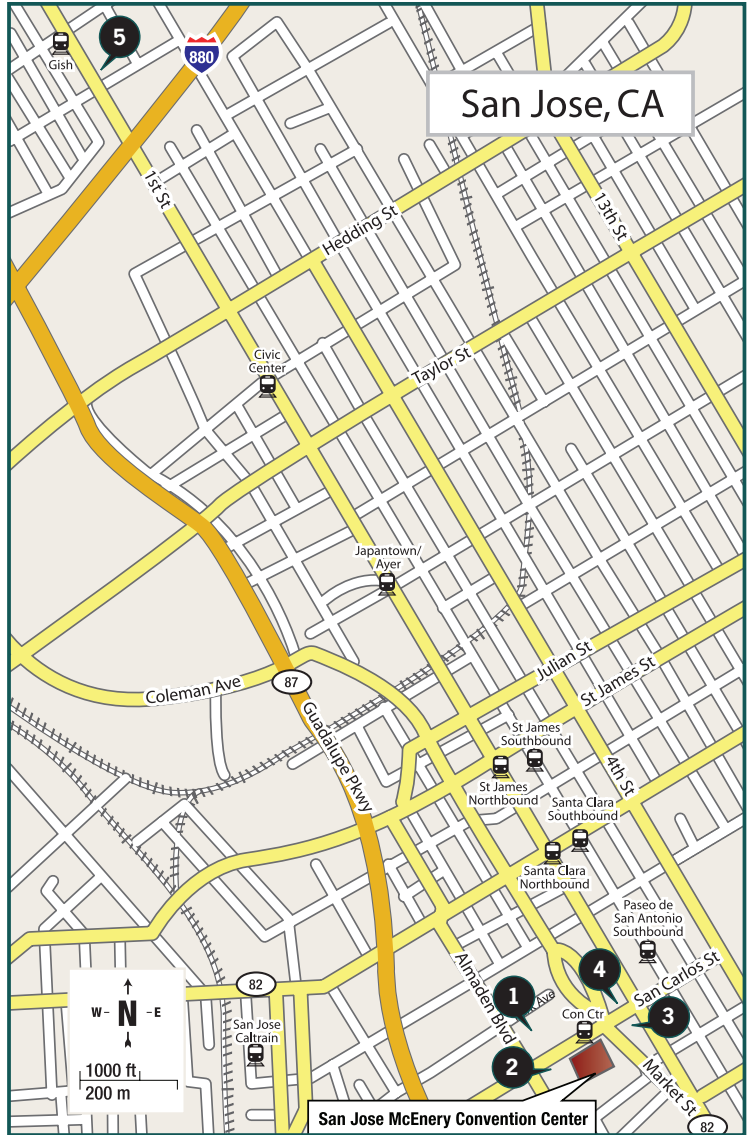 5
Gish
880
San Jose, CA
1st St
Hedding St
13th St
Civic
Center
Taylor St
Japantown/
Ayer
Julian St
St James St
Coleman Ave
87
Guadalupe Pkwy
St James
Southbound
St James
Northbound
4th St
Santa Clara
Southbound
Santa Clara
Northbound
Paseo de
San Antonio
Southbound
82
Almaden Blvd
1
Ave
4
San Carlos St
Con Ctr
3
W- N -E
San Jose
Caltrain
2
1000 ft
200 m
Market St
San Jose McEnery Convention Center
82